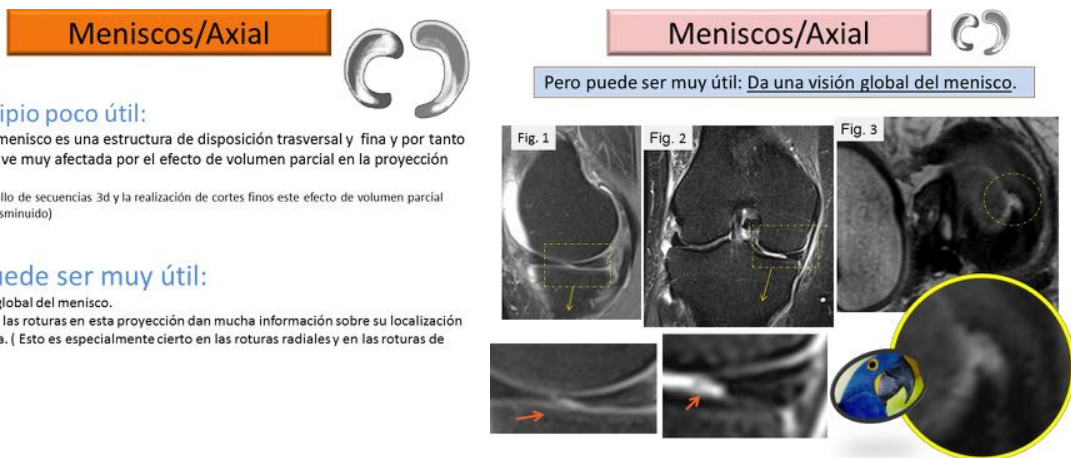 Meniscos/Axial
ipio poco útil:
menisco es una estructura de disposición trasversal y fina y por tanto
ve muy afectada por el efecto de volumen parcial en la proyección
llo de secuencias 3d y la realización de cortes finos este efecto de volumen parcial
sminuido)
uede ser muy útil:
global del menisco.
las roturas en esta proyección dan mucha información sobre su localización
a. ( Esto es especialmente cierto en las roturas radiales y en las roturas de
Meniscos/Axial
Pero puede ser muy útil: Da una visión global del menisco.
Fig. 1
Fig. 2
Fig. 3